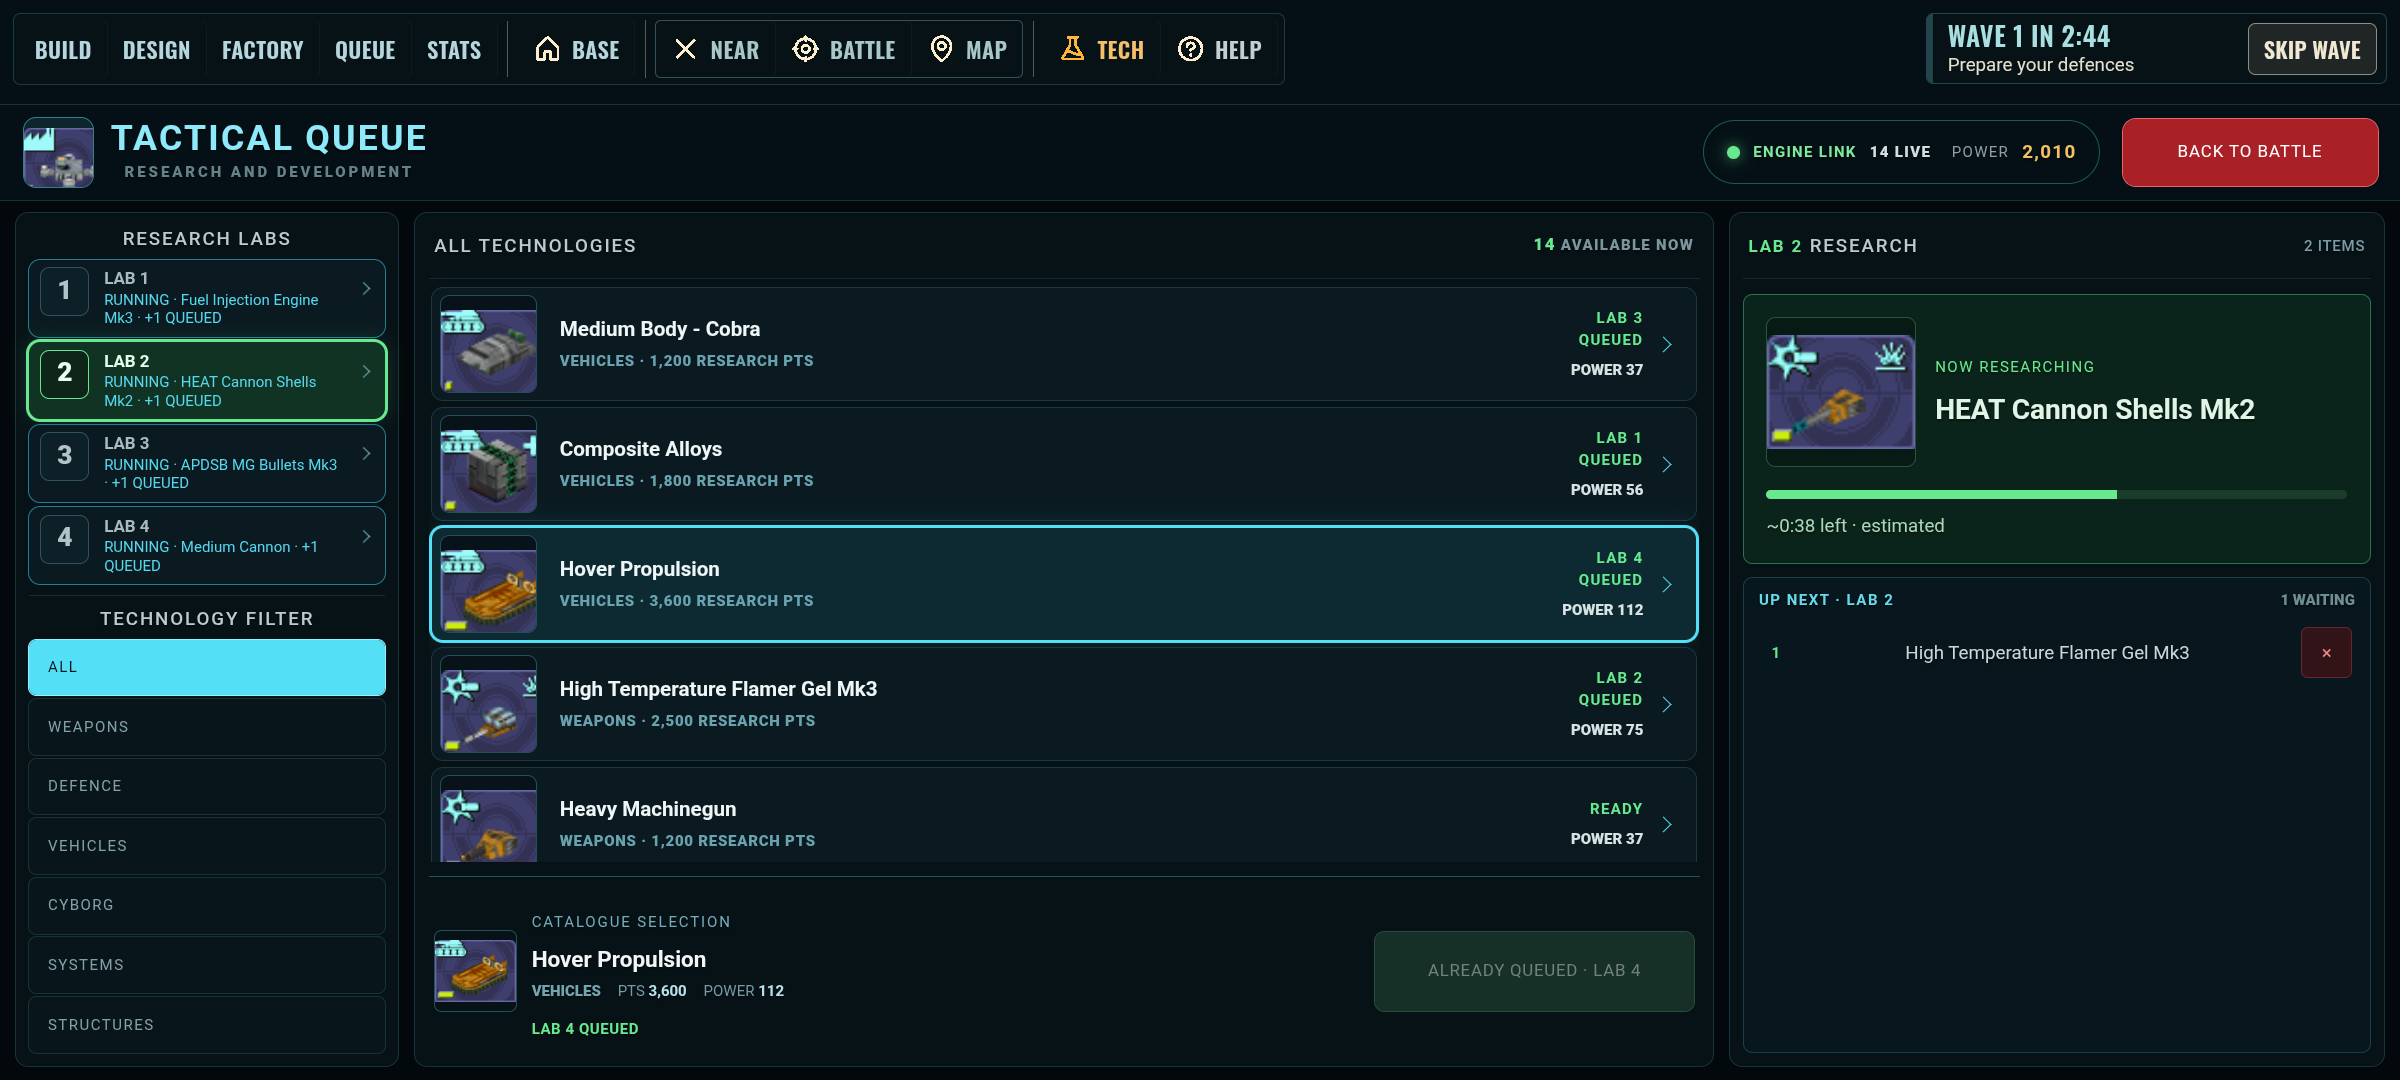 BUILD DESIGN FACTORY QUEUE STATS BASE NEAR BATTLE MAP TECH HELP
WAVE 1 IN 2:44
Prepare your defences
SKIP WAVE
TACTICAL QUEUE
RESEARCH AND DEVELOPMENT
ENGINE LINK 14 LIVE POWER 2,010
BACK TO BATTLE
RESEARCH LABS
1
LAB 1
RUNNING · Fuel Injection Engine
Mk3 · +1 QUEUED
2
LAB 2
RUNNING · HEAT Cannon Shells
Mk2 · +1 QUEUED
3
LAB 3
RUNNING · APDSB MG Bullets Mk3
· +1 QUEUED
4
LAB 4
RUNNING · Medium Cannon · +1
QUEUED
TECHNOLOGY FILTER
ALL
WEAPONS
DEFENCE
VEHICLES
CYBORG
SYSTEMS
STRUCTURES
ALL TECHNOLOGIES
14 AVAILABLE NOW
Medium Body - Cobra
VEHICLES · 1,200 RESEARCH PTS
LAB 3
QUEUED
POWER 37
Composite Alloys
VEHICLES · 1,800 RESEARCH PTS
LAB 1
QUEUED
POWER 56
Hover Propulsion
VEHICLES · 3,600 RESEARCH PTS
LAB 4
QUEUED
POWER 112
High Temperature Flamer Gel Mk3
WEAPONS · 2,500 RESEARCH PTS
LAB 2
QUEUED
POWER 75
Heavy Machinegun
WEAPONS · 1,200 RESEARCH PTS
READY
POWER 37
CATALOGUE SELECTION
Hover Propulsion
VEHICLES PTS 3,600 POWER 112
LAB 4 QUEUED
ALREADY QUEUED · LAB 4
LAB 2 RESEARCH
2 ITEMS
NOW RESEARCHING
HEAT Cannon Shells Mk2
~0:38 left · estimated
UP NEXT · LAB 2
1 WAITING
1 High Temperature Flamer Gel Mk3 ×